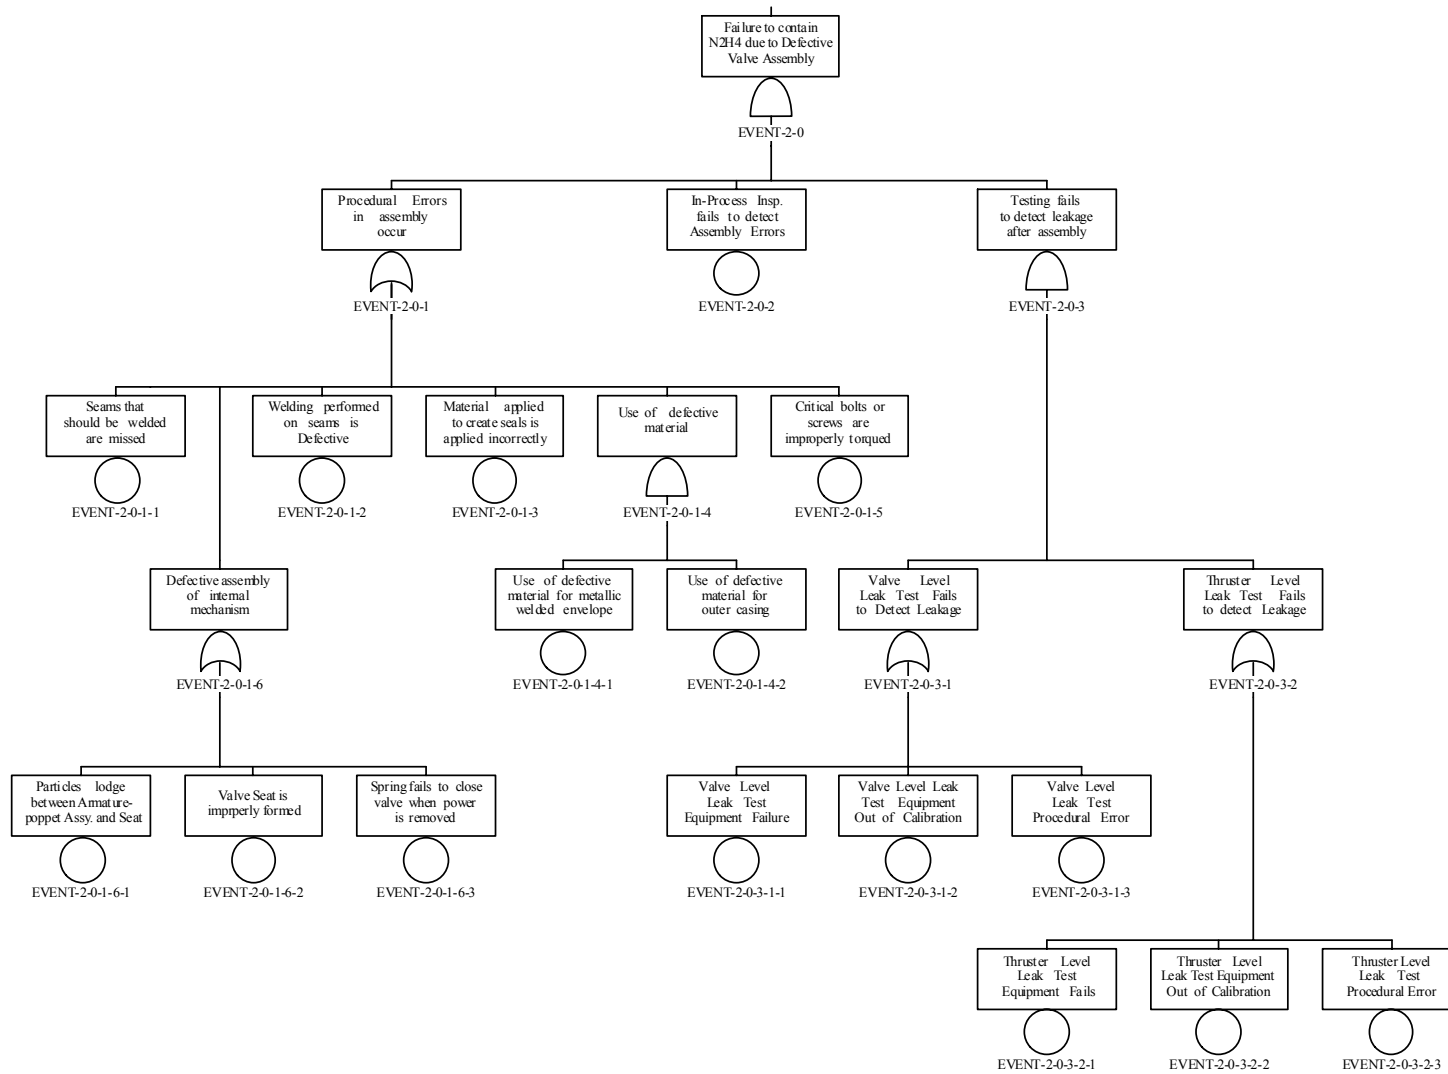 Failure to contain
N2H4 due to Defective
Valve Assembly
EVENT-2-0
Procedural Errors
in assembly
occur
EVENT-2-0-1
In-Process Insp.
fails to detect
Assembly Errors
EVENT-2-0-2
Testing fails
to detect leakage
after assembly
EVENT-2-0-3
Seams that
should be welded
are missed
EVENT-2-0-1-1
Welding performed
on seams is
Defective
EVENT-2-0-1-2
Material applied
to create seals is
applied incorrectly
EVENT-2-0-1-3
Use of defective
material
EVENT-2-0-1-4
Critical bolts or
screws are
improperly torqued
EVENT-2-0-1-5
Defective assembly
of internal
mechanism
EVENT-2-0-1-6
Use of defective
material for metallic
welded envelope
EVENT-2-0-1-4-1
Use of defective
material for
outer casing
EVENT-2-0-1-4-2
Valve Level
Leak Test Fails
to Detect Leakage
EVENT-2-0-3-1
Thruster Level
Leak Test Fails
to detect Leakage
EVENT-2-0-3-2
Particles lodge
between Armature-
poppet Assy. and Seat
EVENT-2-0-1-6-1
Valve Seat is
imprperly formed
EVENT-2-0-1-6-2
Spring fails to close
valve when power
is removed
EVENT-2-0-1-6-3
Valve Level
Leak Test
Equipment Failure
EVENT-2-0-3-1-1
Valve Level Leak
Test Equipment
Out of Calibration
EVENT-2-0-3-1-2
Valve Level
Leak Test
Procedural Error
EVENT-2-0-3-1-3
Thruster Level
Leak Test
Equipment Fails
EVENT-2-0-3-2-1
Thruster Level
Leak Test Equipment
Out of Calibration
EVENT-2-0-3-2-2
Thruster Level
Leak Test
Procedural Error
EVENT-2-0-3-2-3